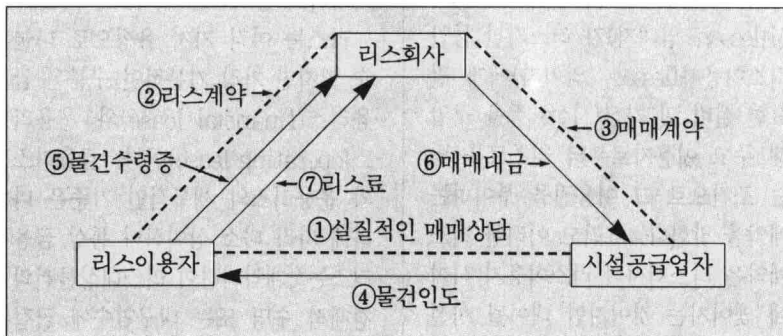 리스회사
②리스계약
③매매계약
⑤물건수령증
⑥매매대금
⑦리스료
①실질적인 매매상담
리스이용자
시설공급업자
④물건인도